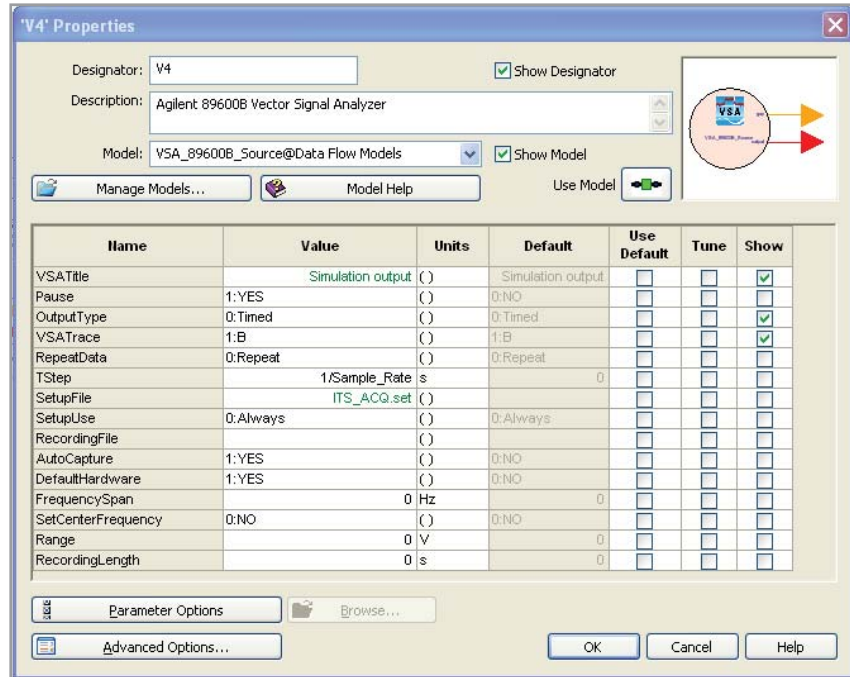 'V4' Properties
Designator: V4 Show Designator
Description: Agilent 89600B Vector Signal Analyzer
VSA
Model: VSA_89600B_Source@Data Flow Models Show Model
Manage Models... Model Help Use Model
Name Value Units Default Use Default Tune Show
VSATitle Simulation output ( ) Simulation output
Pause 1:YES ( ) 0:NO
OutputType 0:Timed ( ) 0:Timed
VSATrace 1:B ( ) 1:B
RepeatData 0:Repeat ( ) 0:Repeat
TStep 1/Sample_Rate s 0
SetupFile ITS_ACQ.set ( )
SetupUse 0:Always ( ) 0:Always
RecordingFile ( )
AutoCapture 1:YES ( ) 0:NO
DefaultHardware 1:YES ( ) 0:NO
FrequencySpan 0 Hz 0
SetCenterFrequency 0:NO ( ) 0:NO
Range 0 V 0
RecordingLength 0 s 0
Parameter Options Browse...
Advanced Options... OK Cancel Help